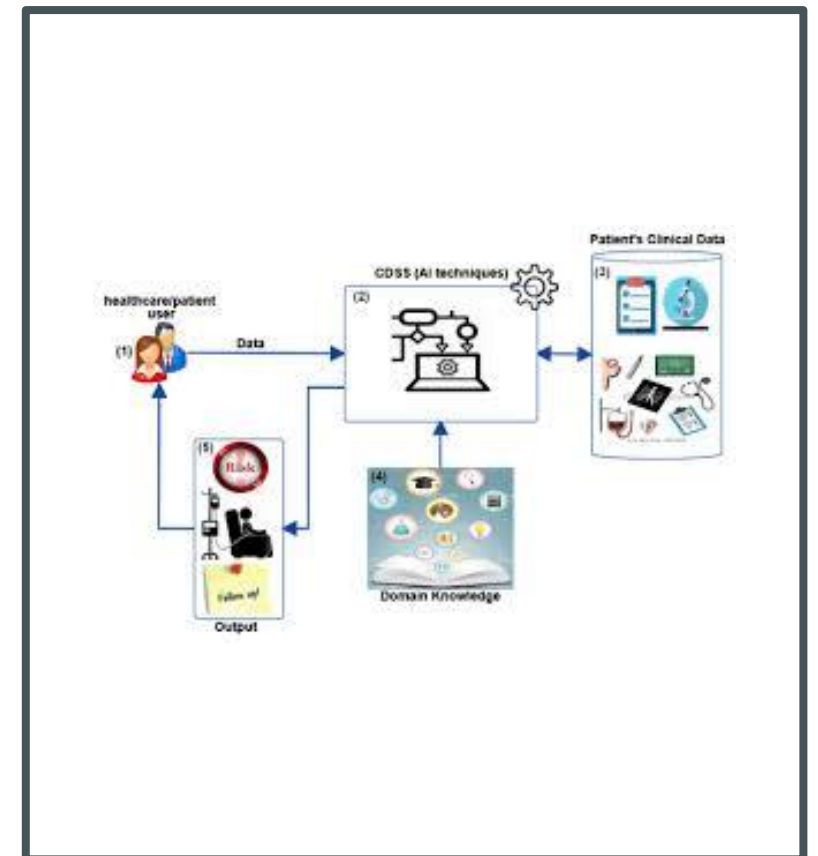 Patient's Clinical Data
CDSS (AI techniques)
(3)
(2)
healthcare/patient
user
(1)
Data
(5)
Risk
(4)
Follow up!
Domain Knowledge
Output